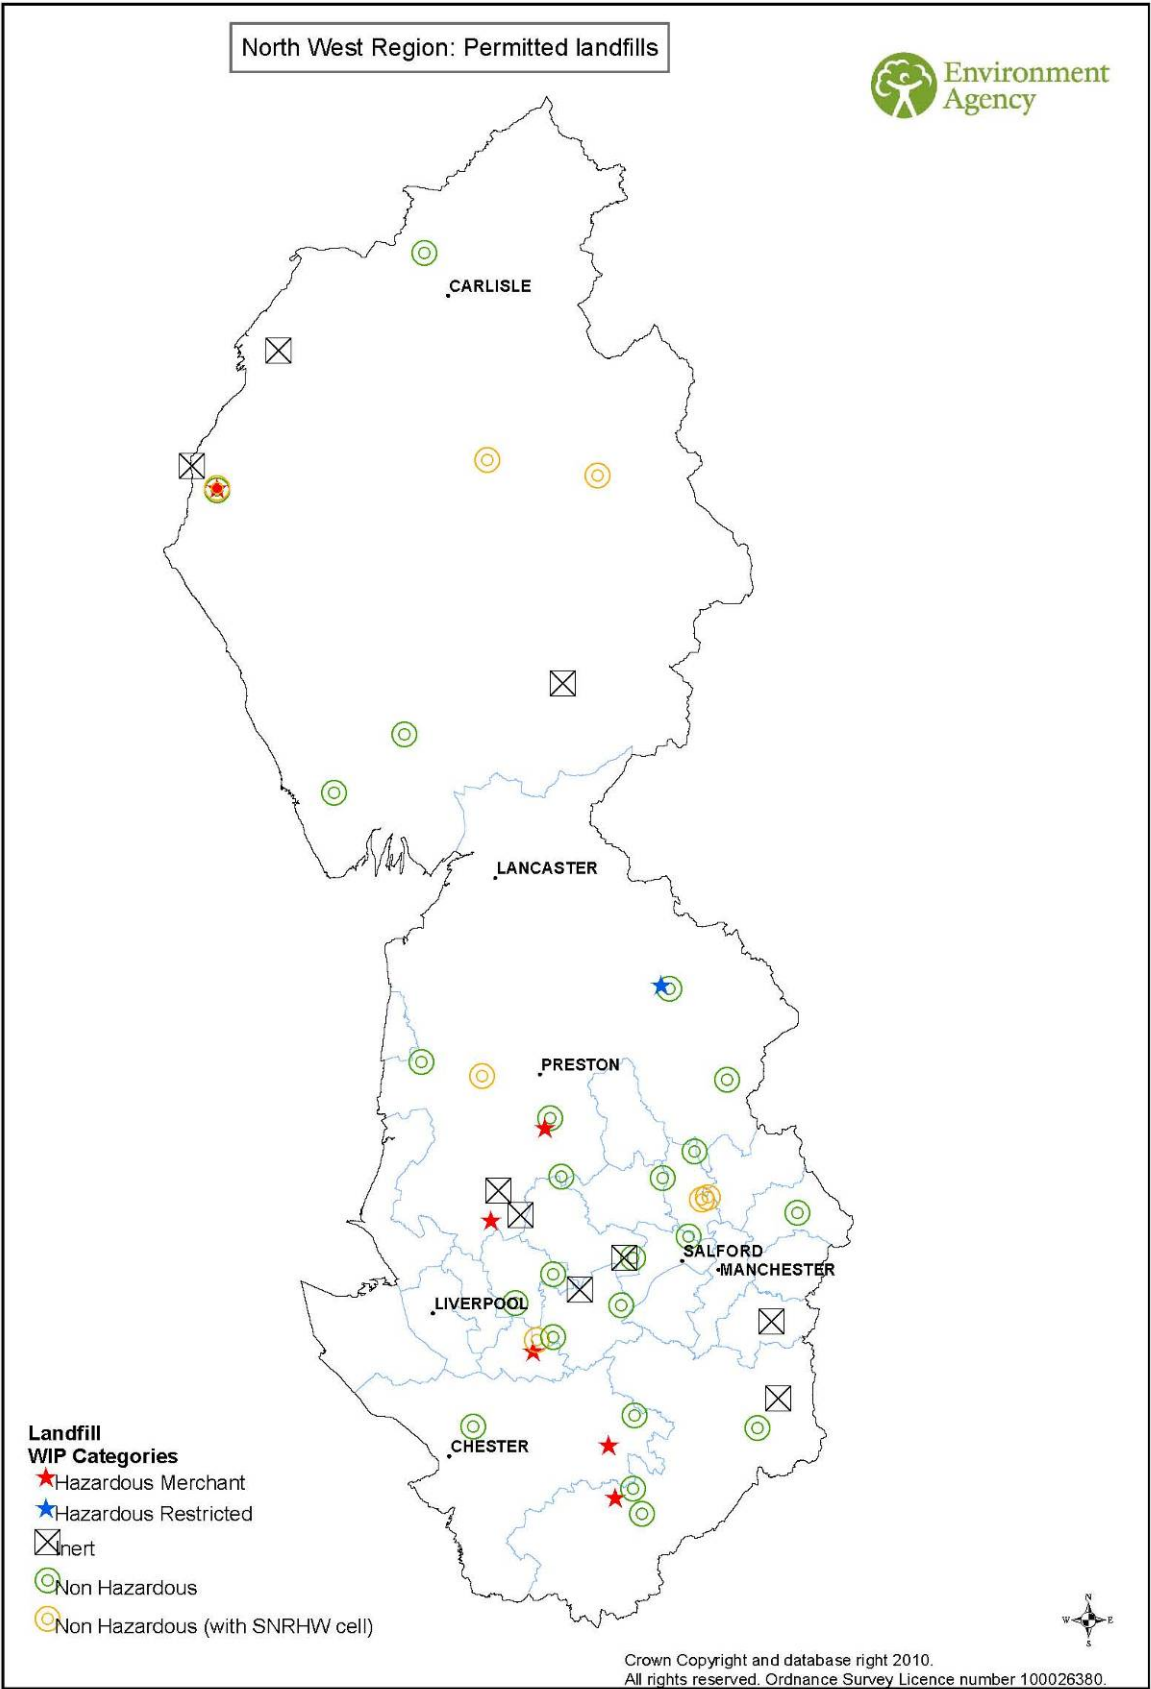 North West Region: Permitted landfills
Environment
Agency
CARLISLE
LANCASTER
PRESTON
SALFORD
MANCHESTER
LIVERPOOL
CHESTER
Landfill
WIP Categories
Hazardous Merchant
Hazardous Restricted
Inert
Non Hazardous
Non Hazardous (with SNRHW cell)
N
W E
S
Crown Copyright and database right 2010.
All rights reserved. Ordnance Survey Licence number 100026380.